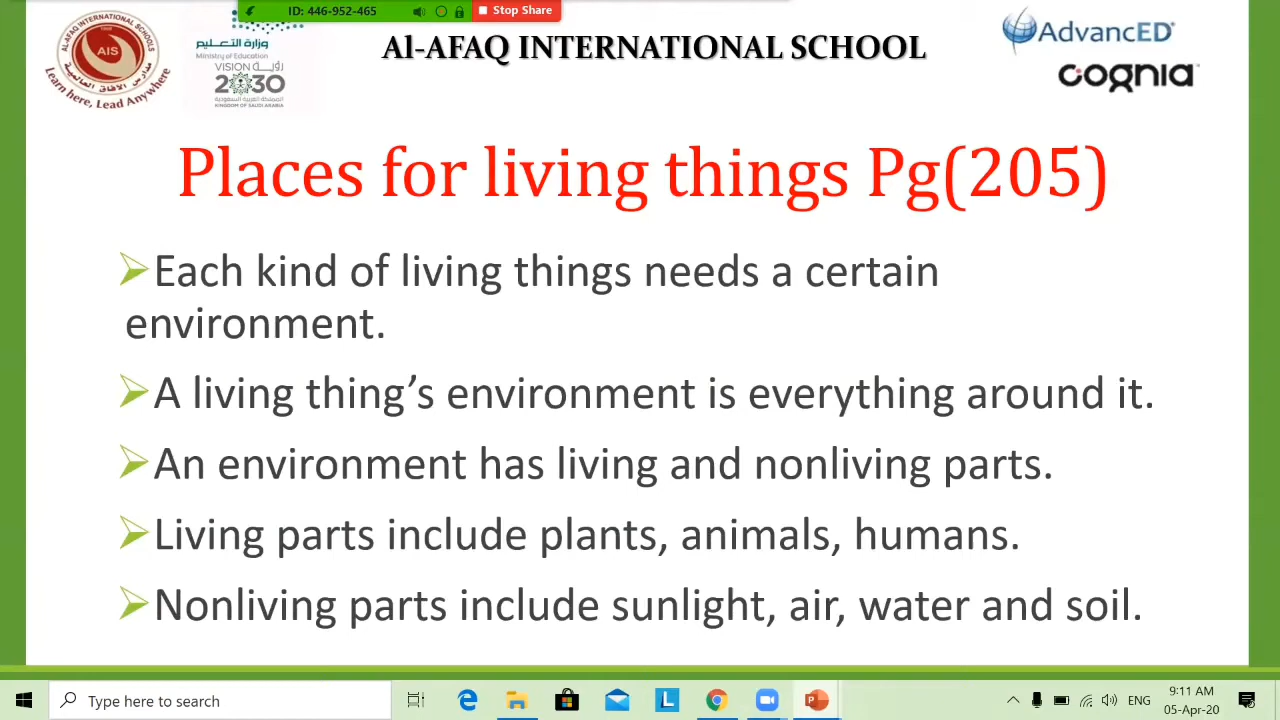 ID: 446-952-465
Stop Share
ALAFAQ INTERNATIONAL SCHOOLS
AIS
مدارس الآفاق العالمية
Learn here, Lead Anywhere
وزارة التعليم
Ministry of Education
VISION رؤية
2030
المملكة العربية السعودية
KINGDOM OF SAUDI ARABIA
Al-AFAQ INTERNATIONAL SCHOOL
AdvancED®
cognia
Places for living things Pg(205)
Each kind of living things needs a certain
environment.
A living thing’s environment is everything around it.
An environment has living and nonliving parts.
Living parts include plants, animals, humans.
Nonliving parts include sunlight, air, water and soil.
Type here to search
ENG
9:11 AM
05-Apr-20